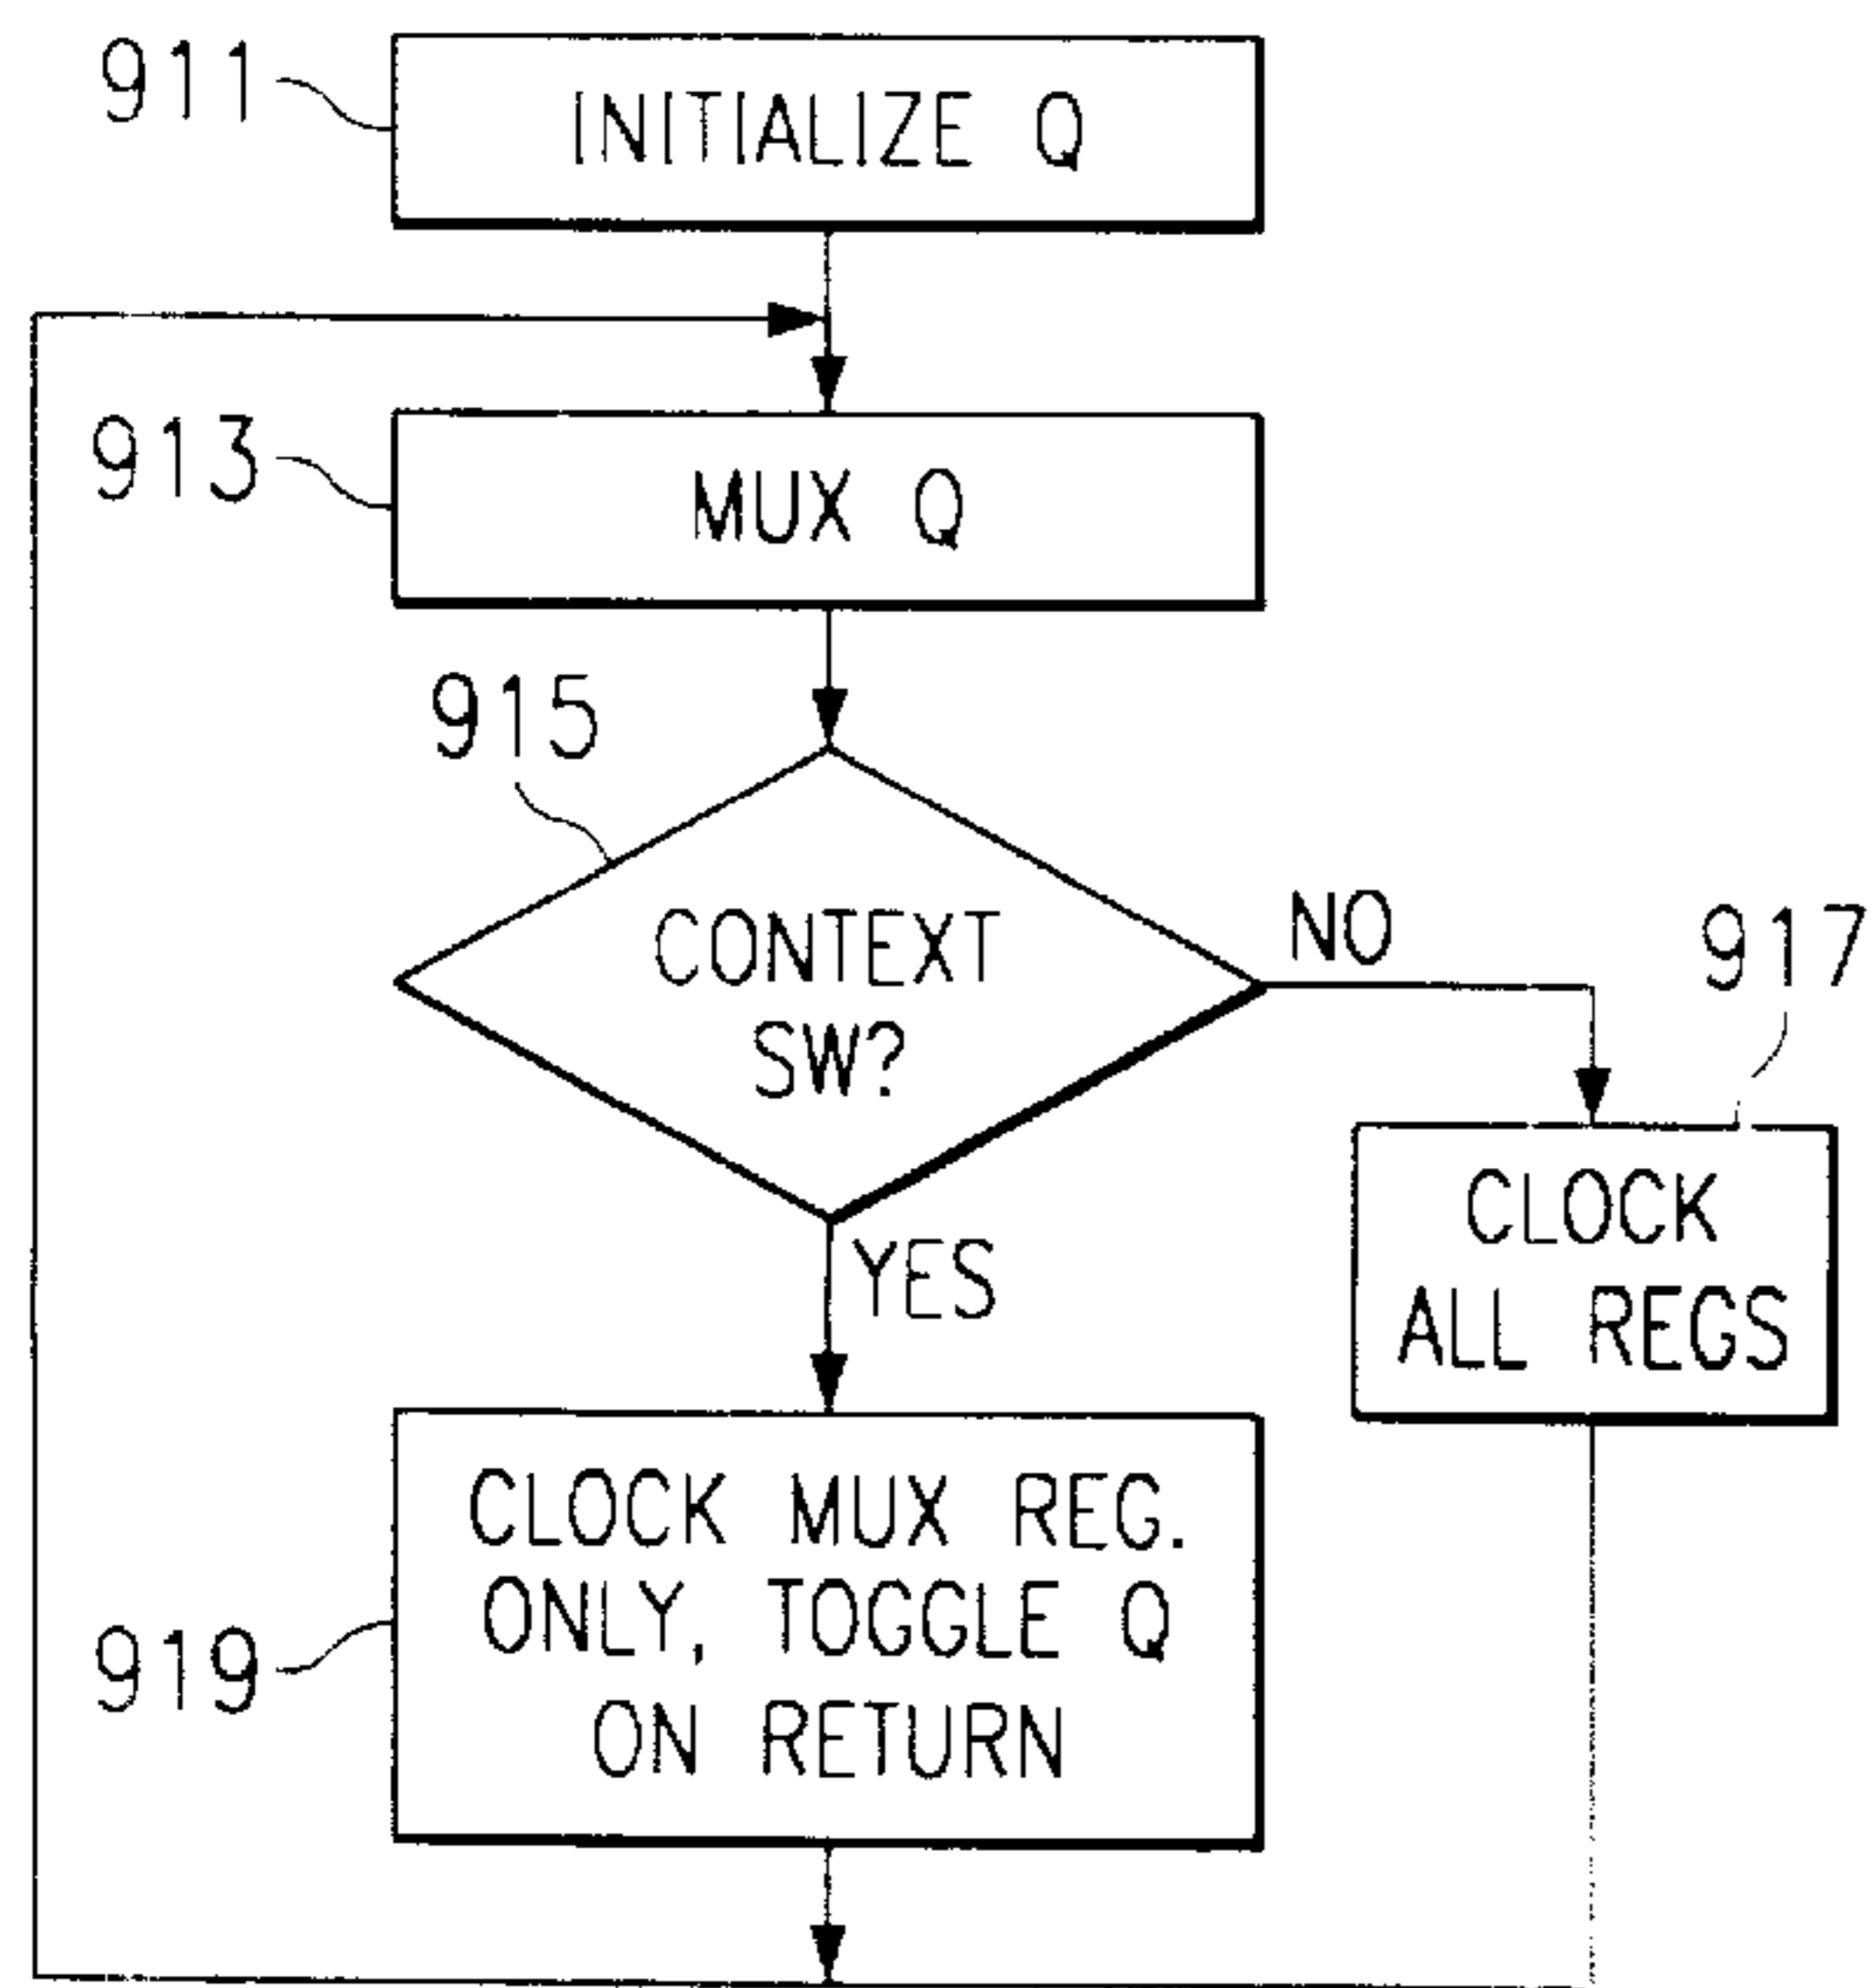 911
INITIALIZE Q
913
MUX Q
915
CONTEXT
SW?
NO
917
CLOCK
ALL REGS
YES
CLOCK MUX REG.
ONLY, TOGGLE Q
ON RETURN
919